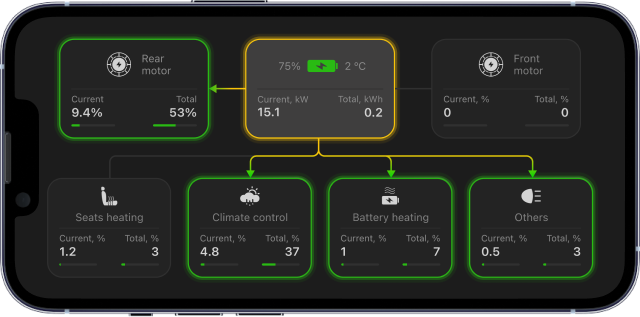 Rear
motor
Current Total
9.4% 53%
75% 2 ºC
Current, kW Total, kWh
15.1 0.2
Front
motor
Current, % Total, %
0 0
Seats heating
Current, % Total, %
1.2 3
Climate control
Current, % Total, %
4.8 37
Battery heating
Current, % Total, %
1 7
Others
Current, % Total, %
0.5 3